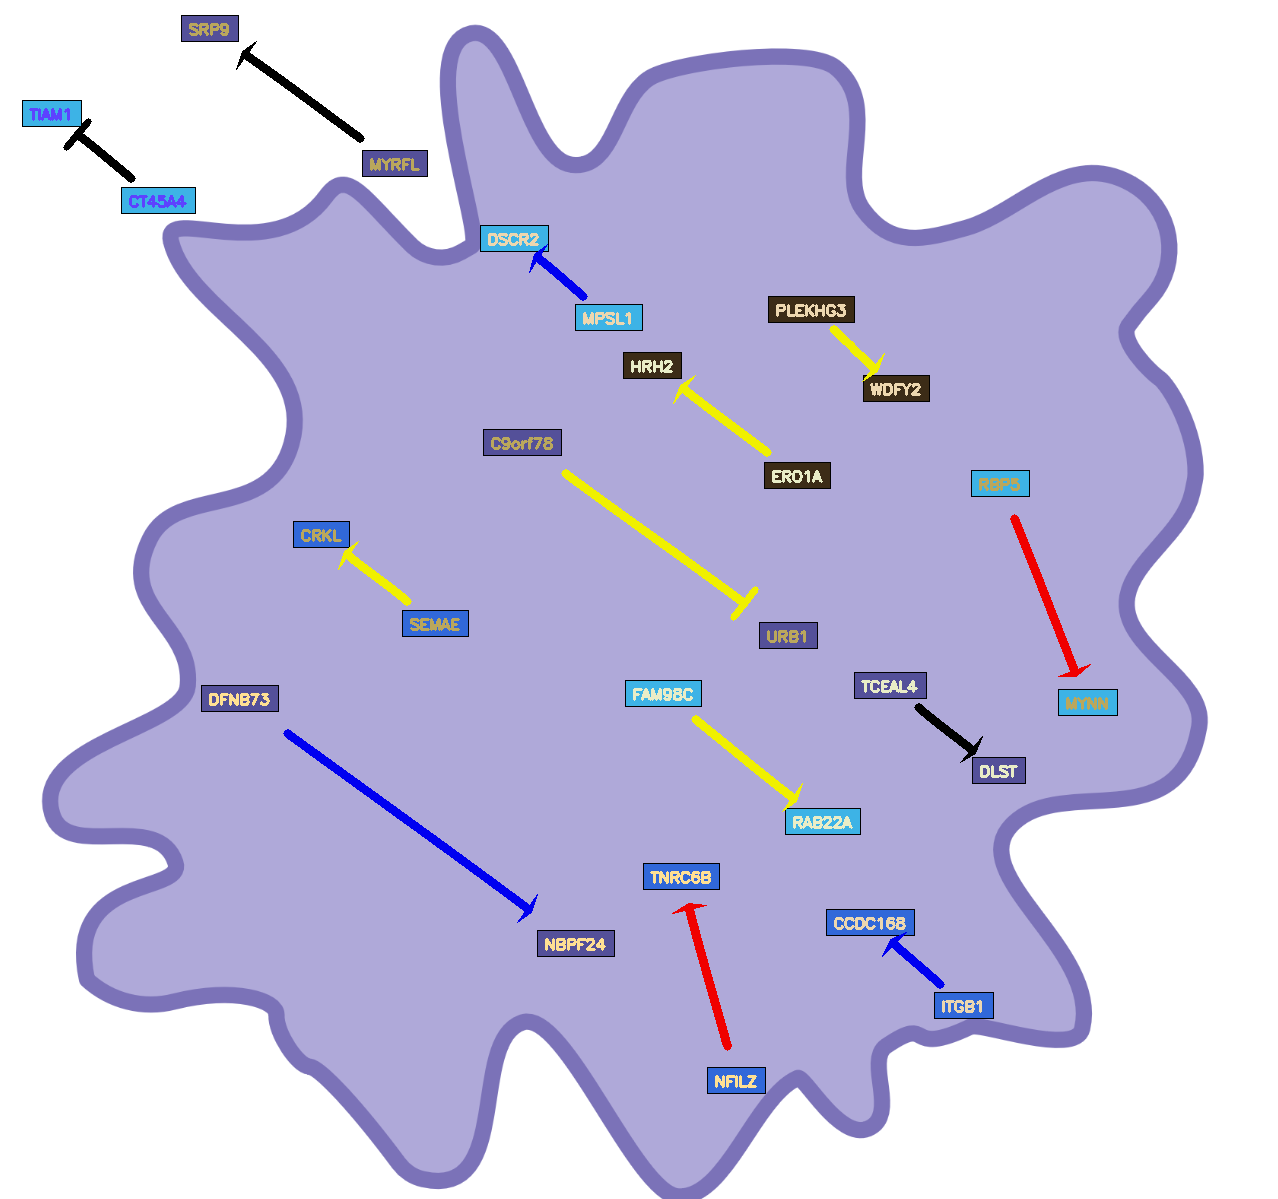 SRP9
TIAM1
MYRFL
CT45A4
DSCR2
MPSL1
PLEKHG3
HRH2
WDFY2
C9orf78
ERO1A
RBP5
CRKL
SEMAE
URB1
DFNB73
FAM98C
TCEAL4
MYNN
DLST
RAB22A
TNRC6B
CCDC168
NBPF24
ITGB1
NFILZ